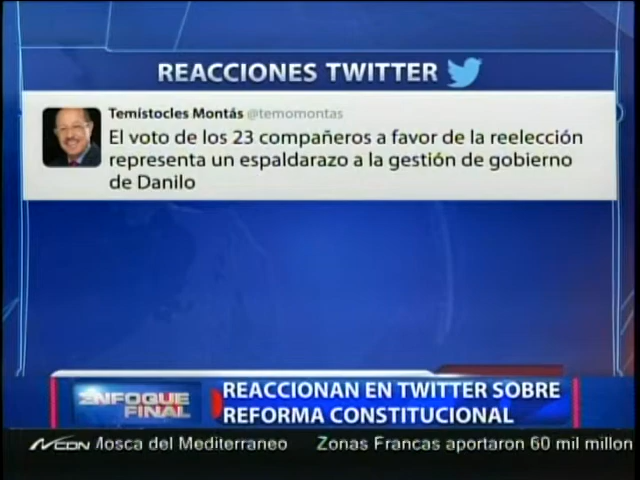 REACCIONES TWITTER
Temístocles Montás @temomontas
El voto de los 23 compañeros a favor de la reelección
representa un espaldarazo a la gestión de gobierno
de Danilo
ENFOQUE
FINAL
REACCIONAN EN TWITTER SOBRE
REFORMA CONSTITUCIONAL
CDN Mosca del Mediterraneo Zonas Francas aportaron 60 mil millon